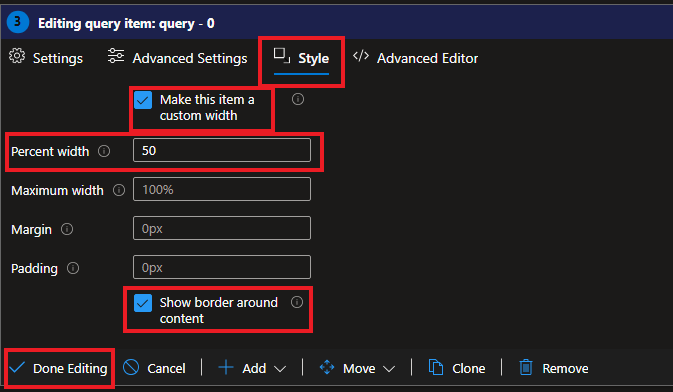 3 Editing query item: query - 0
Settings Advanced Settings Style </> Advanced Editor
Make this item a
custom width
Percent width 50
Maximum width 100%
Margin 0px
Padding 0px
Show border around
content
Done Editing Cancel Add Move Clone Remove